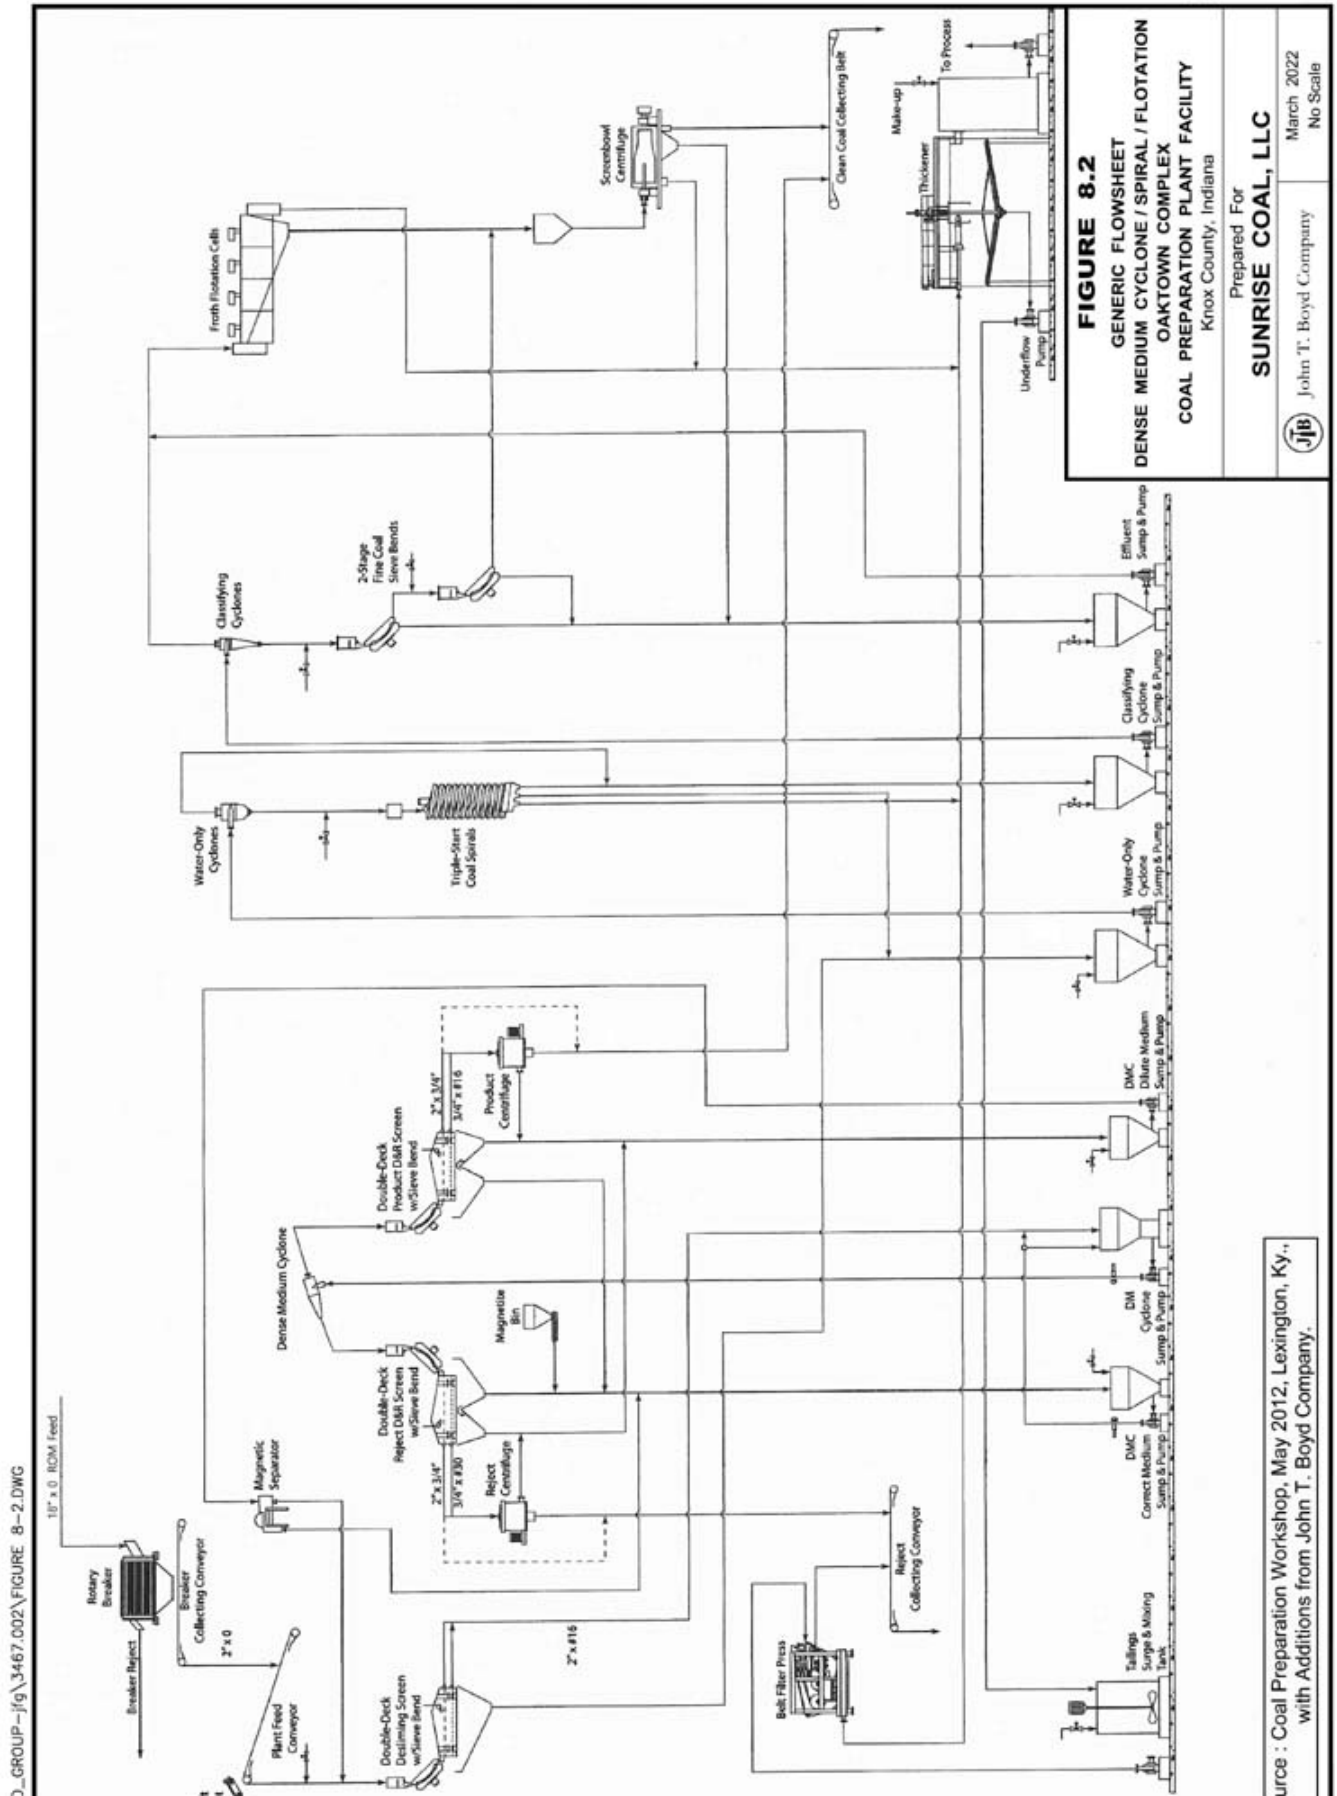 18" x 0 ROM Feed
Rotary
Breaker
Breaker Reject
Breaker
Collecting Conveyor
2" x 0
Plant Feed
Conveyor
Double-Deck
Desliming Screen
w/Sieve Bend
2" x #16
Magnetic
Separator
Dense Medium Cyclone
Double-Deck
Reject D&R Screen
w/Sieve Bend
2" x 3/4"
3/4" x #30
Reject
Centrifuge
Magnetite
Bin
Double-Deck
Product D&R Screen
w/Sieve Bend
2" x 3/4"
3/4" x #16
Product
Centrifuge
Water-Only
Cyclones
Triple-Start
Coal Spirals
Classifying
Cyclones
2-Stage
Fine Coal
Sieve Bends
Froth Flotation Cells
Screenbowl
Centrifuge
Clean Coal Collecting Belt
Make-up
To Process
Thickener
Underflow
Pump
Reject
Collecting Conveyor
Belt Filter Press
Tailings
Surge & Mixing
Tank
DMC
Correct Medium
Sump & Pump
DM
Cyclone
Sump & Pump
DMC
Dilute Medium
Sump & Pump
Water-Only
Cyclone
Sump & Pump
Classifying
Cyclone
Sump & Pump
Effluent
Sump & Pump
FIGURE 8.2
GENERIC FLOWSHEET
DENSE MEDIUM CYCLONE / SPIRAL / FLOTATION
OAKTOWN COMPLEX
COAL PREPARATION PLANT FACILITY
Knox County, Indiana
Prepared For
SUNRISE COAL, LLC
JTB John T. Boyd Company
March 2022
No Scale
urce : Coal Preparation Workshop, May 2012, Lexington, Ky.,
with Additions from John T. Boyd Company.
D_GROUP-jfg\3467.002\FIGURE 8-2.DWG